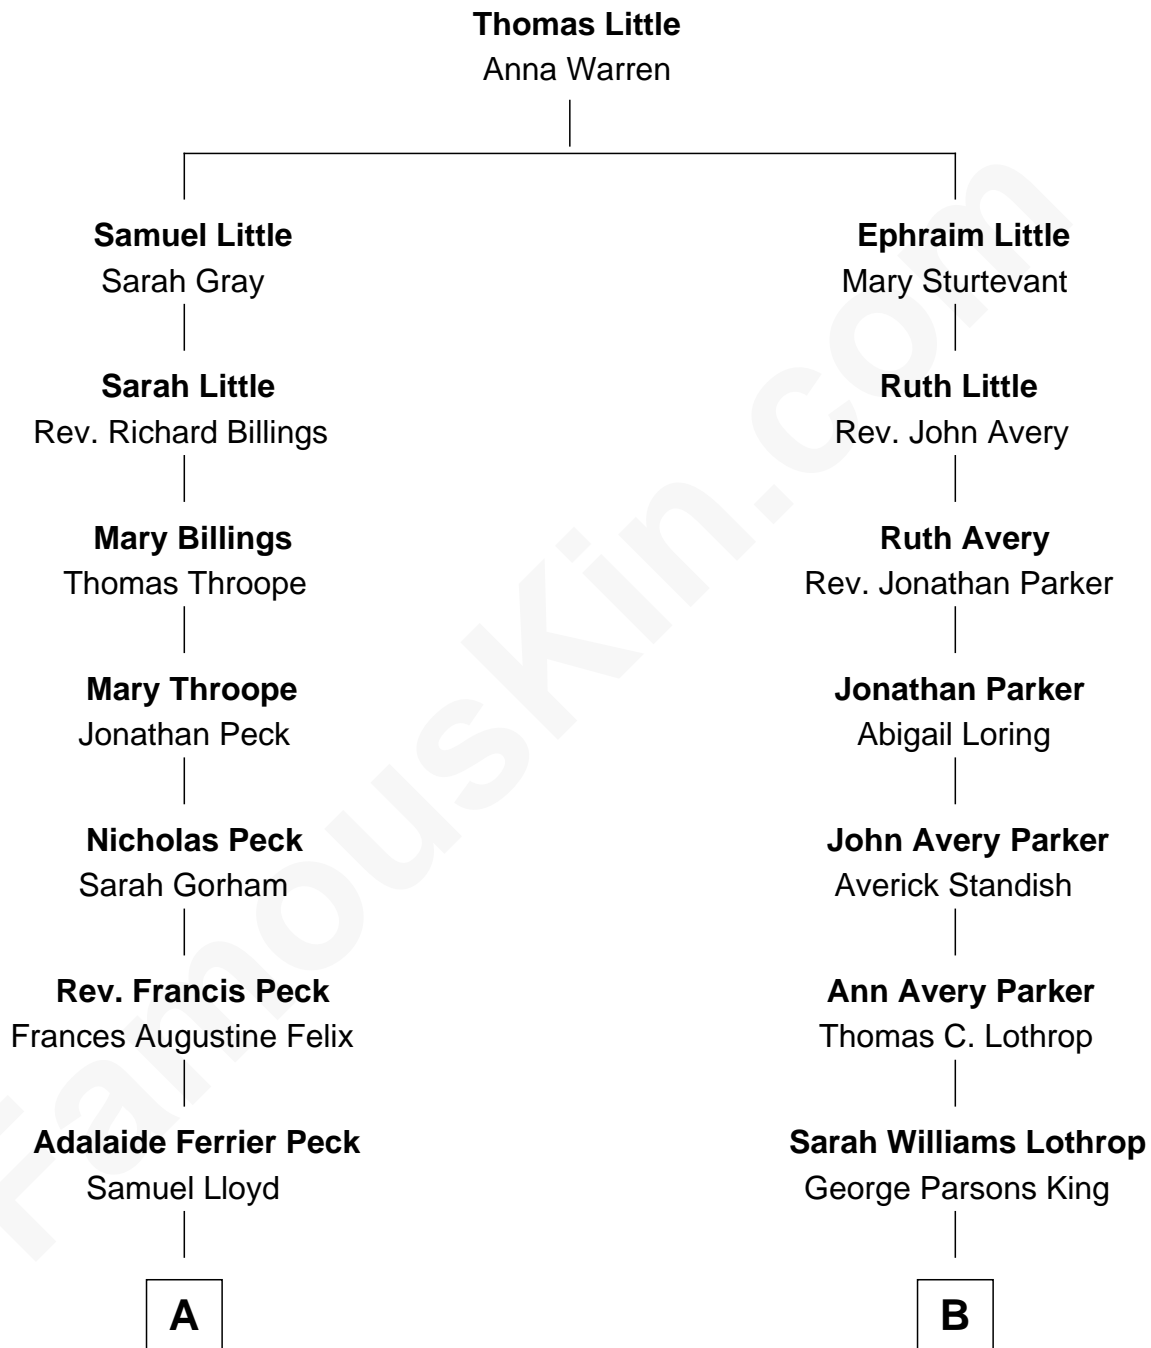 Thomas Little
Anna Warren
Samuel Little
Sarah Gray
Ephraim Little
Mary Sturtevant
Sarah Little
Rev. Richard Billings
Ruth Little
Rev. John Avery
Mary Billings
Thomas Throope
Ruth Avery
Rev. Jonathan Parker
Mary Throope
Jonathan Peck
Jonathan Parker
Abigail Loring
Nicholas Peck
Sarah Gorham
John Avery Parker
Averick Standish
Rev. Francis Peck
Frances Augustine Felix
Ann Avery Parker
Thomas C. Lothrop
Adalaide Ferrier Peck
Samuel Lloyd
Sarah Williams Lothrop
George Parsons King
A
B
FamousKin.com